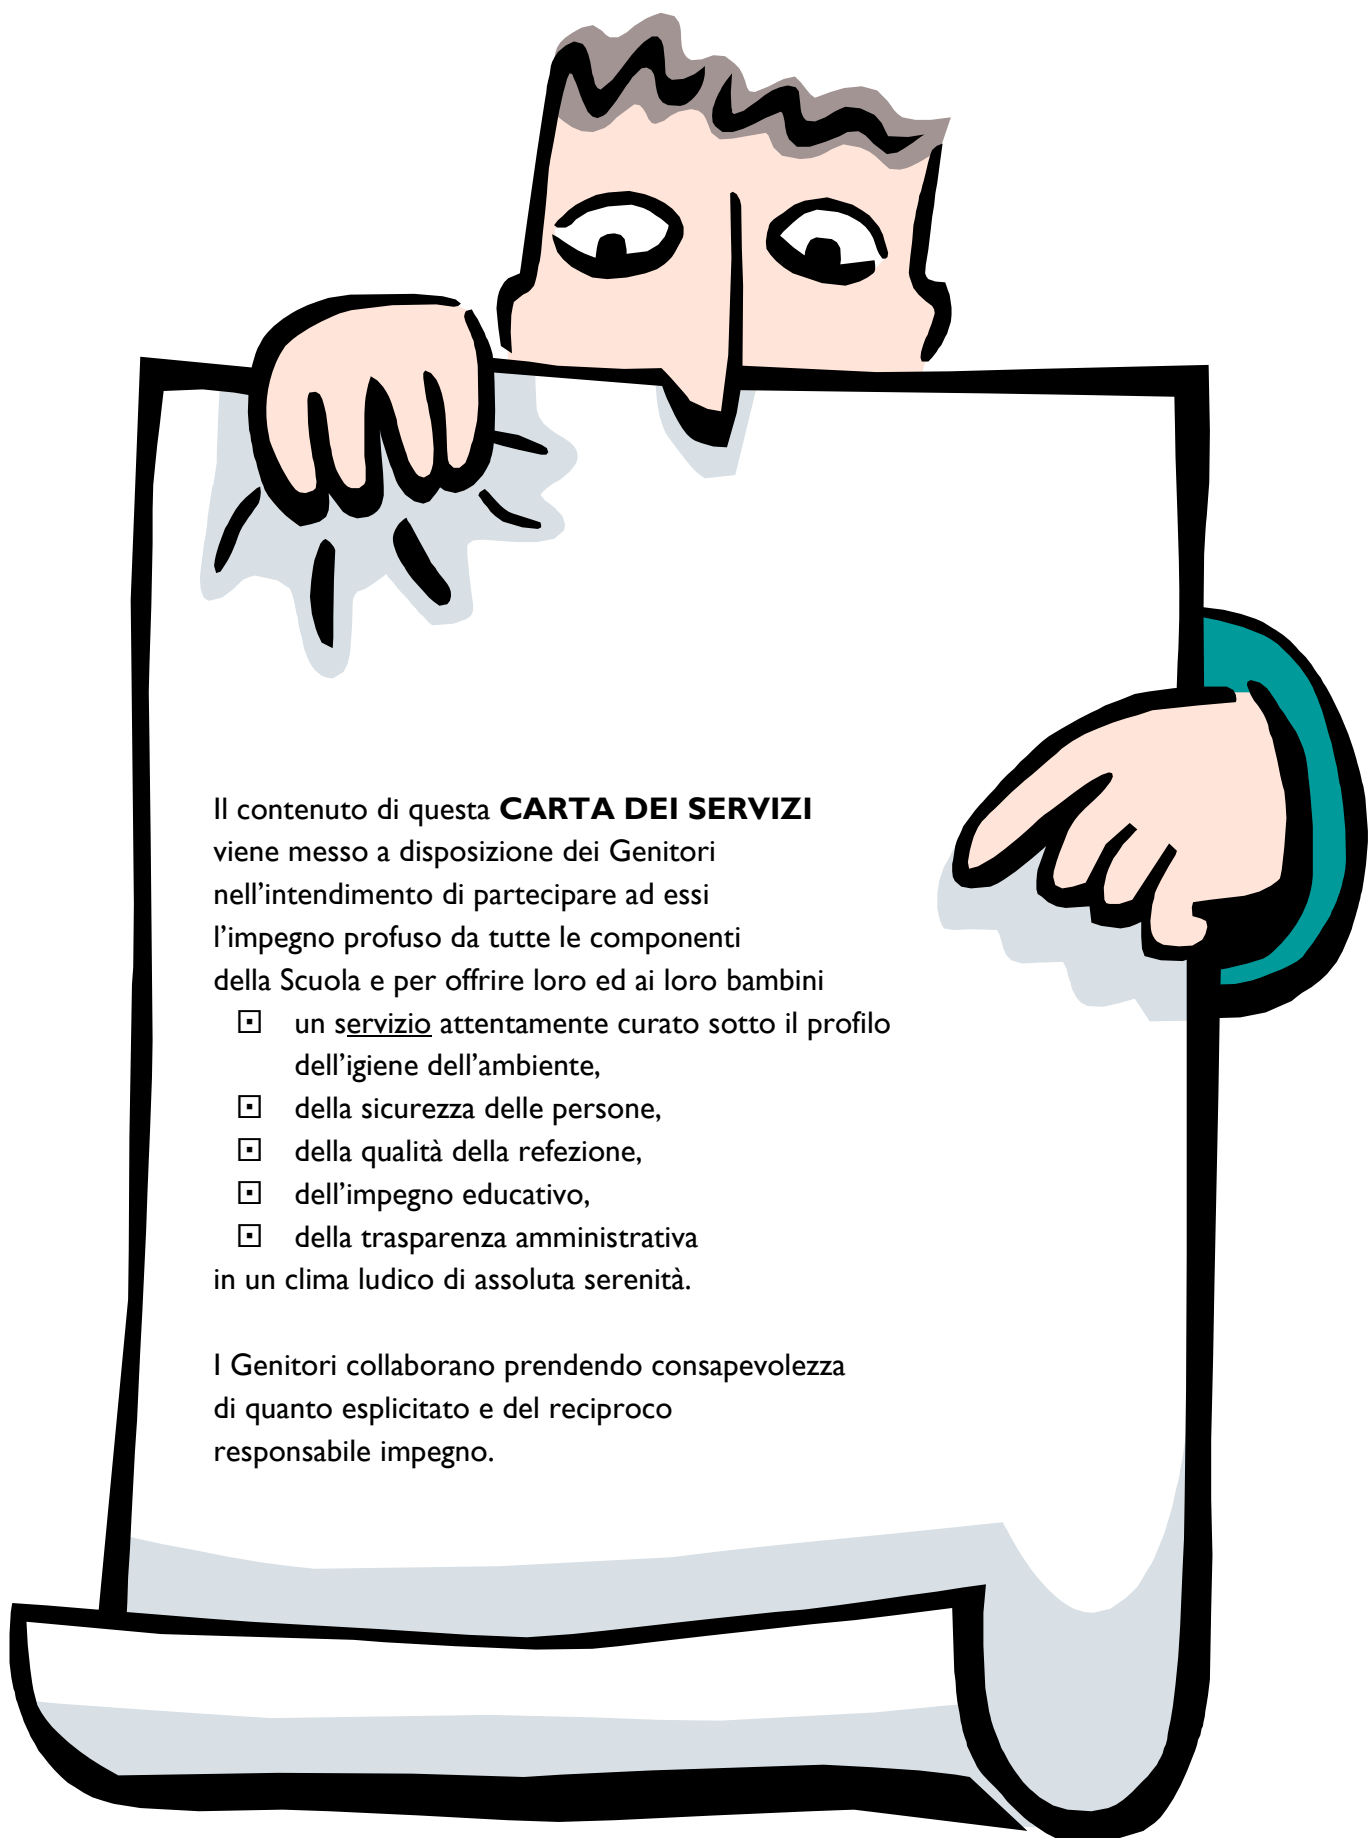 Il contenuto di questa CARTA DEI SERVIZI
viene messo a disposizione dei Genitori
nell’intendimento di partecipare ad essi
l’impegno profuso da tutte le componenti
della Scuola e per offrire loro ed ai loro bambini
⚀ un servizio attentamente curato sotto il profilo
dell’igiene dell’ambiente,
⚀ della sicurezza delle persone,
⚀ della qualità della refezione,
⚀ dell’impegno educativo,
⚀ della trasparenza amministrativa
in un clima ludico di assoluta serenità.
I Genitori collaborano prendendo consapevolezza
di quanto esplicitato e del reciproco
responsabile impegno.